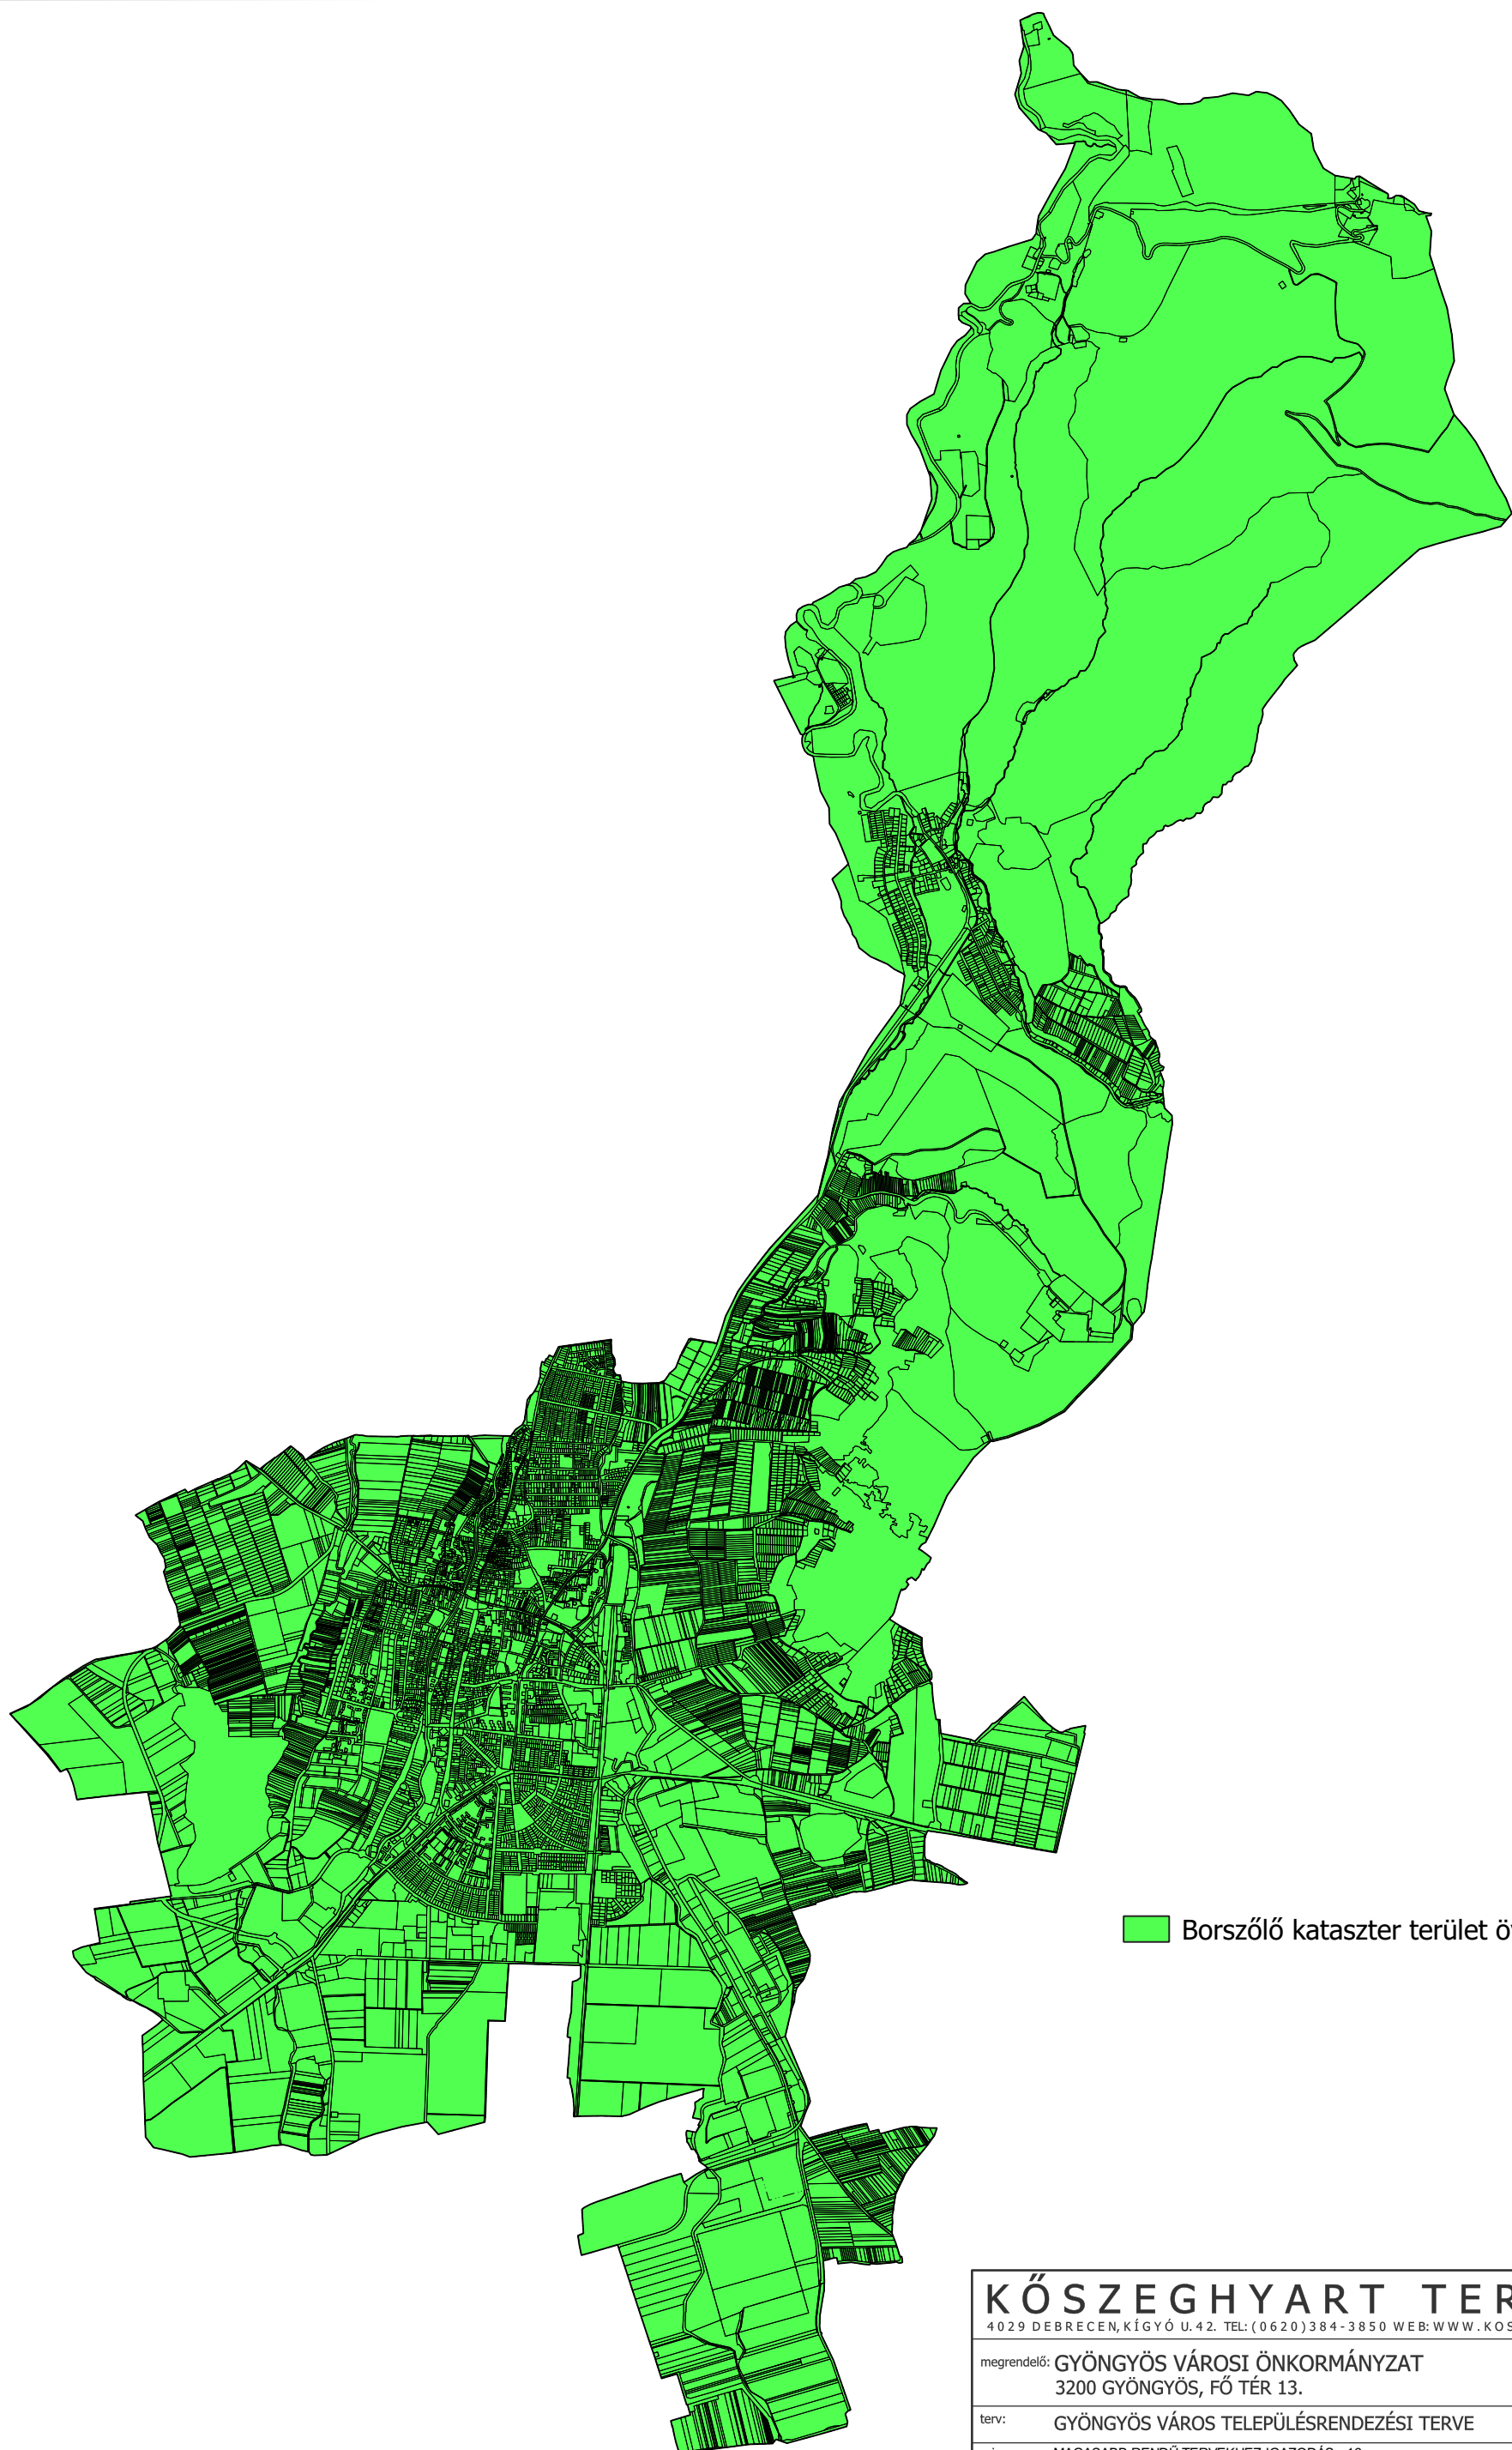 Borszőlő kataszter terület
KŐSZEGHYART
4029 DEBRECEN, KÍGYÓ U. 42. TEL: (0620)384-3850 WEB: WWW.KOS
megrendelő: GYÖNGYÖS VÁROSI ÖNKORMÁNYZAT
3200 GYÖNGYÖS, FŐ TÉR 13.
terv: GYÖNGYÖS VÁROS TELEPÜLÉSRENDEZÉSI TERVE